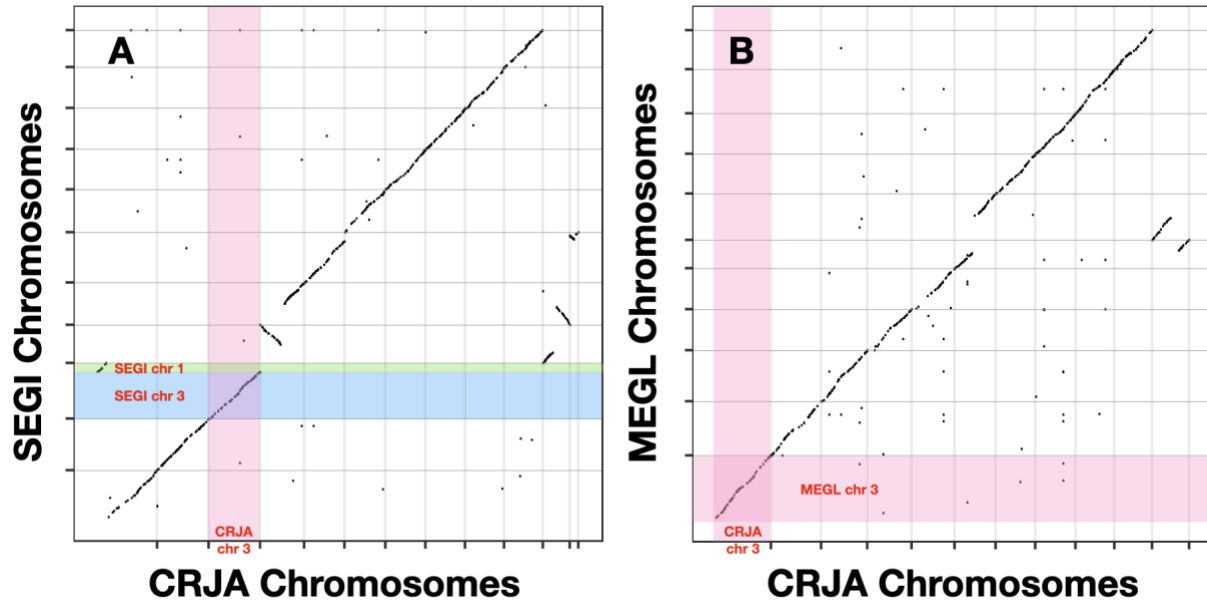 A
SEGI Chromosomes
SEGI chr 1
SEGI chr 3
CRJA
chr 3
CRJA Chromosomes
B
MEGL Chromosomes
MEGL chr 3
CRJA
chr 3
CRJA Chromosomes